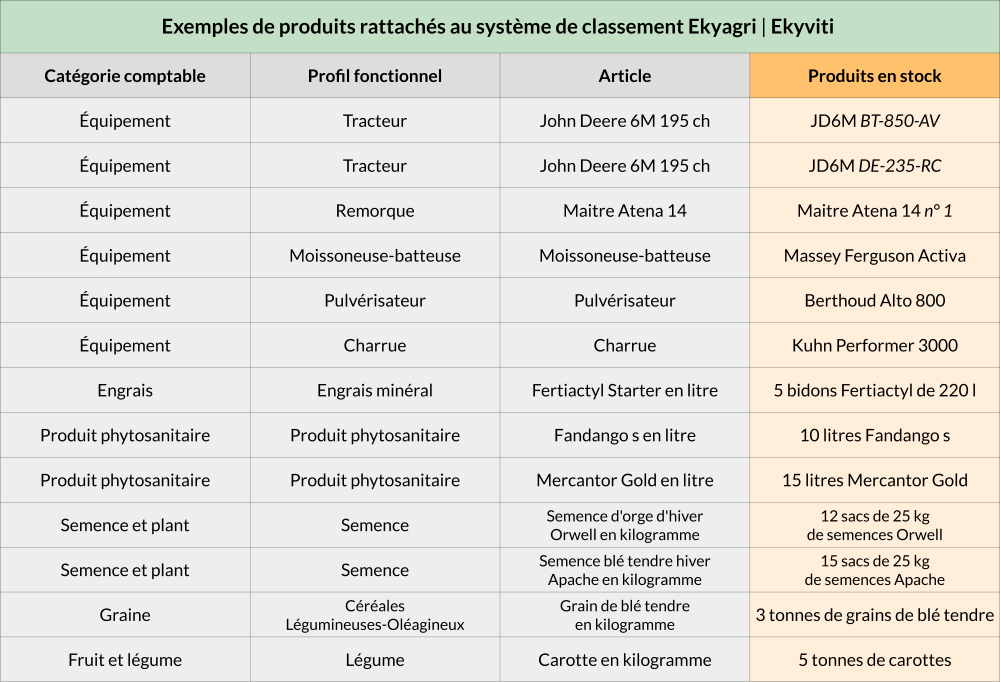 Exemples de produits rattachés au système de classement Ekyagri | Ekyviti
Catégorie comptable Profil fonctionnel Article Produits en stock
Équipement Tracteur John Deere 6M 195 ch JD6M BT-850-AV
Équipement Tracteur John Deere 6M 195 ch JD6M DE-235-RC
Équipement Remorque Maitre Atena 14 Maitre Atena 14 n° 1
Équipement Moissoneuse-batteuse Moissoneuse-batteuse Massey Ferguson Activa
Équipement Pulvérisateur Pulvérisateur Berthoud Alto 800
Équipement Charrue Charrue Kuhn Performer 3000
Engrais Engrais minéral Fertiactyl Starter en litre 5 bidons Fertiactyl de 220 l
Produit phytosanitaire Produit phytosanitaire Fandango s en litre 10 litres Fandango s
Produit phytosanitaire Produit phytosanitaire Mercantor Gold en litre 15 litres Mercantor Gold
Semence et plant Semence Semence d'orge d'hiver
Orwell en kilogramme 12 sacs de 25 kg
de semences Orwell
Semence et plant Semence Semence blé tendre hiver
Apache en kilogramme 15 sacs de 25 kg
de semences Apache
Graine Céréales
Légumineuses-Oléagineux Grain de blé tendre
en kilogramme 3 tonnes de grains de blé tendre
Fruit et légume Légume Carotte en kilogramme 5 tonnes de carottes